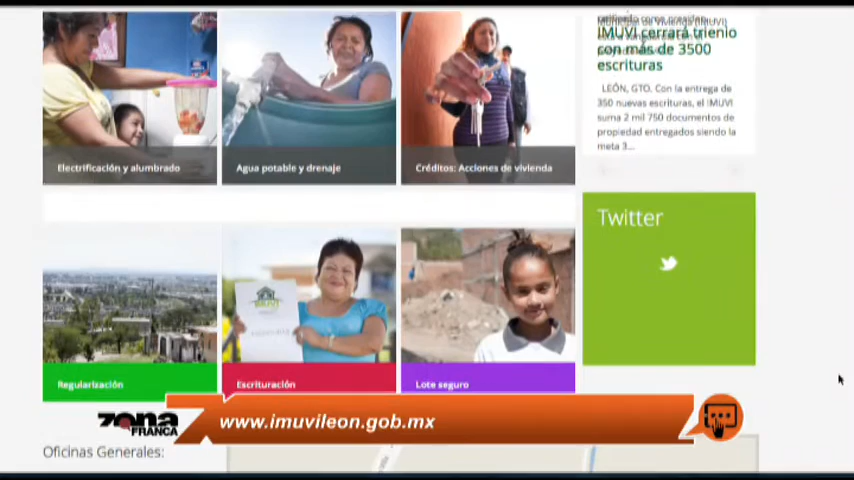 IMUVI cerrará trienio
con más de 3500
escrituras
LEÓN, GTO. Con la entrega de
350 nuevas escrituras, el IMUVI
suma 2 mil 750 documentos de
propiedad entregados siendo la
meta 3...
Electrificación y alumbrado
Agua potable y drenaje
Créditos: Acciones de vivienda
Twitter
IMUVI
Regularización
Escrituración
Lote seguro
ZONA
FRANCA
www.imuvileon.gob.mx
Oficinas Generales: